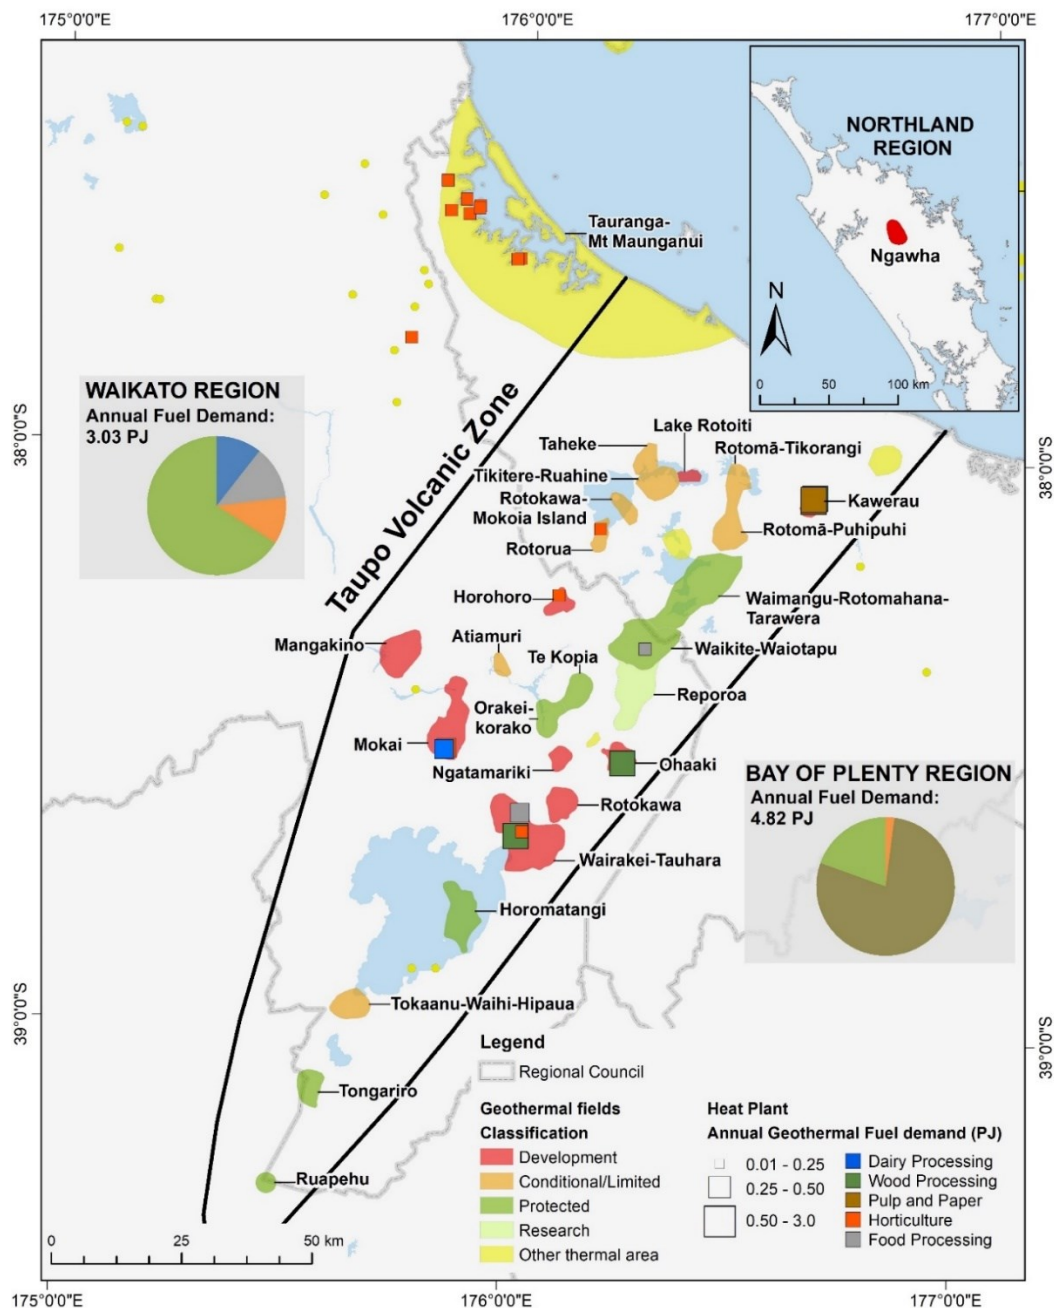 175°0'0"E
176°0'0"E
177°0'0"E
NORTHLAND
REGION
Ngawha
N
0 50 100 km
Tauranga-
Mt Maunganui
WAIKATO REGION
Annual Fuel Demand:
3.03 PJ
38°0'0"S
38°0'0"S
Taupo Volcanic Zone
Lake Rotoiti
Taheke
Rotomā-Tikorangi
Tikitere-Ruahine
Rotokawa-
Mokoia Island
Kawerau
Rotorua
Rotomā-Puhipuhi
Horohoro
Waimangu-Rotomahana-
Tarawera
Mangakino
Atiamuri
Te Kopia
Waikite-Waiotapu
Reporoa
Orakei-
korako
Mokai
Ngatamariki
Ohaaki
BAY OF PLENTY REGION
Annual Fuel Demand:
4.82 PJ
Rotokawa
Wairakei-Tauhara
Horomatangi
Tokaanu-Waihi-Hipaua
39°0'0"S
39°0'0"S
Tongariro
Ruapehu
0 25 50 km
Legend
Regional Council
Geothermal fields
Classification
Development
Conditional/Limited
Protected
Research
Other thermal area
Heat Plant
Annual Geothermal Fuel demand (PJ)
0.01 - 0.25
0.25 - 0.50
0.50 - 3.0
Dairy Processing
Wood Processing
Pulp and Paper
Horticulture
Food Processing
175°0'0"E
176°0'0"E
177°0'0"E